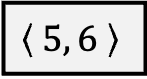 ⟨ 5, 6 ⟩